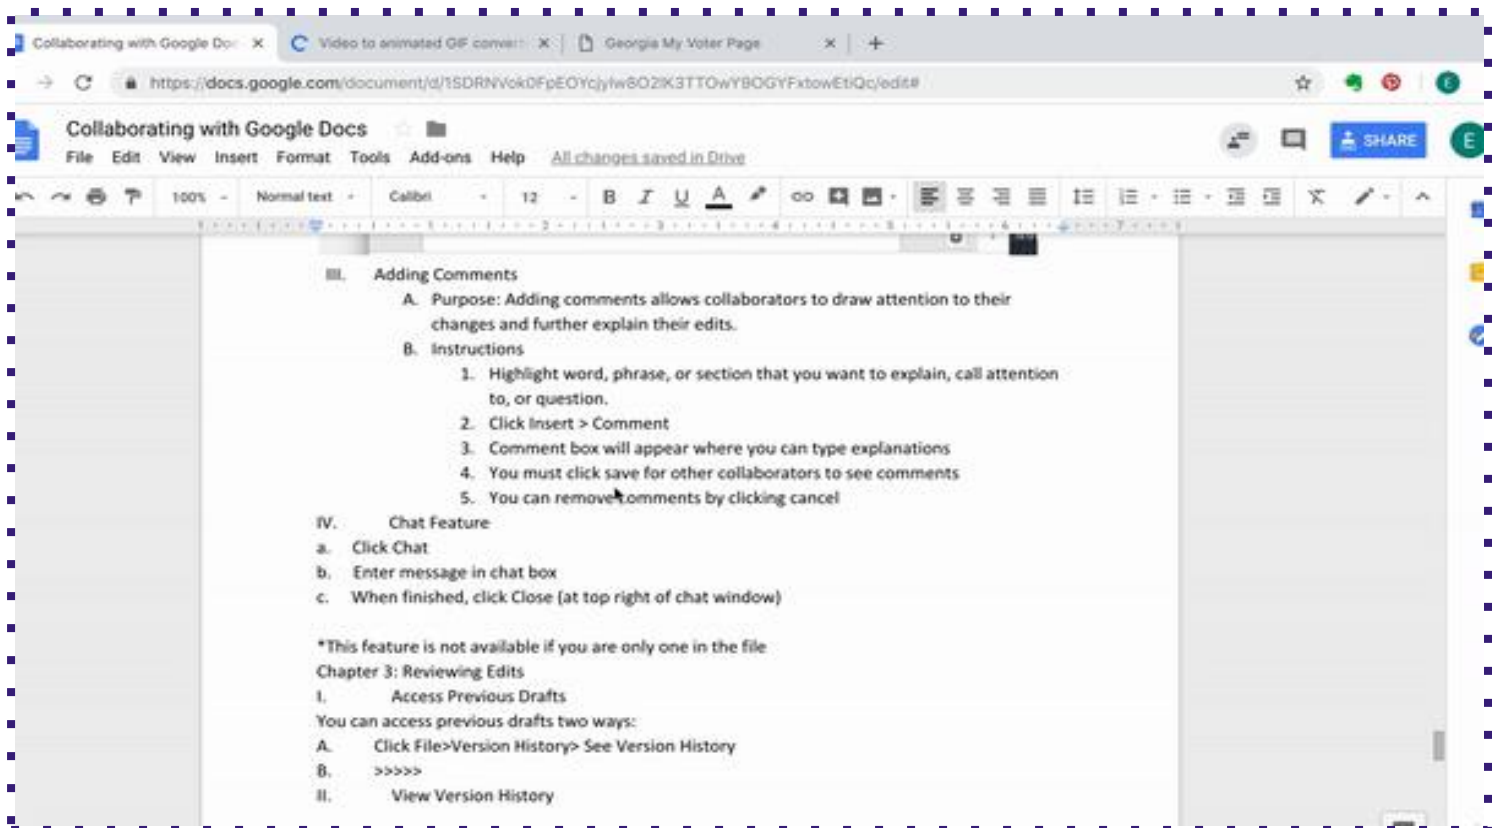 Collaborating with Google Doc
Video to animated GIF convert
Georgia My Voter Page
docs.google.com/document/d/
Collaborating with Google Docs
File Edit View Insert Format Tools Add-ons Help All changes saved in Drive
SHARE
E
100% Normal text Calibri 12 B I U A
III. Adding Comments
A. Purpose: Adding comments allows collaborators to draw attention to their
changes and further explain their edits.
B. Instructions
1. Highlight word, phrase, or section that you want to explain, call attention
to, or question.
2. Click Insert > Comment
3. Comment box will appear where you can type explanations
4. You must click save for other collaborators to see comments
5. You can remove comments by clicking cancel
IV. Chat Feature
a. Click Chat
b. Enter message in chat box
c. When finished, click Close (at top right of chat window)
*This feature is not available if you are only one in the file
Chapter 3: Reviewing Edits
I. Access Previous Drafts
You can access previous drafts two ways:
A. Click File>Version History> See Version History
B. >>>>>
II. View Version History